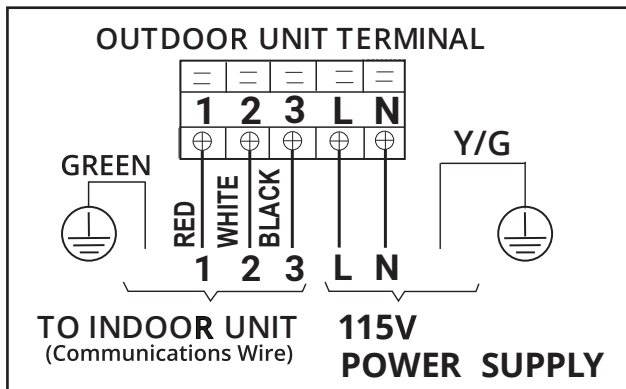 OUTDOOR UNIT TERMINAL
1 2 3 L N
GREEN
RED
WHITE
BLACK
Y/G
1 2 3 L N
TO INDOOR UNIT
(Communications Wire)
115V
POWER SUPPLY